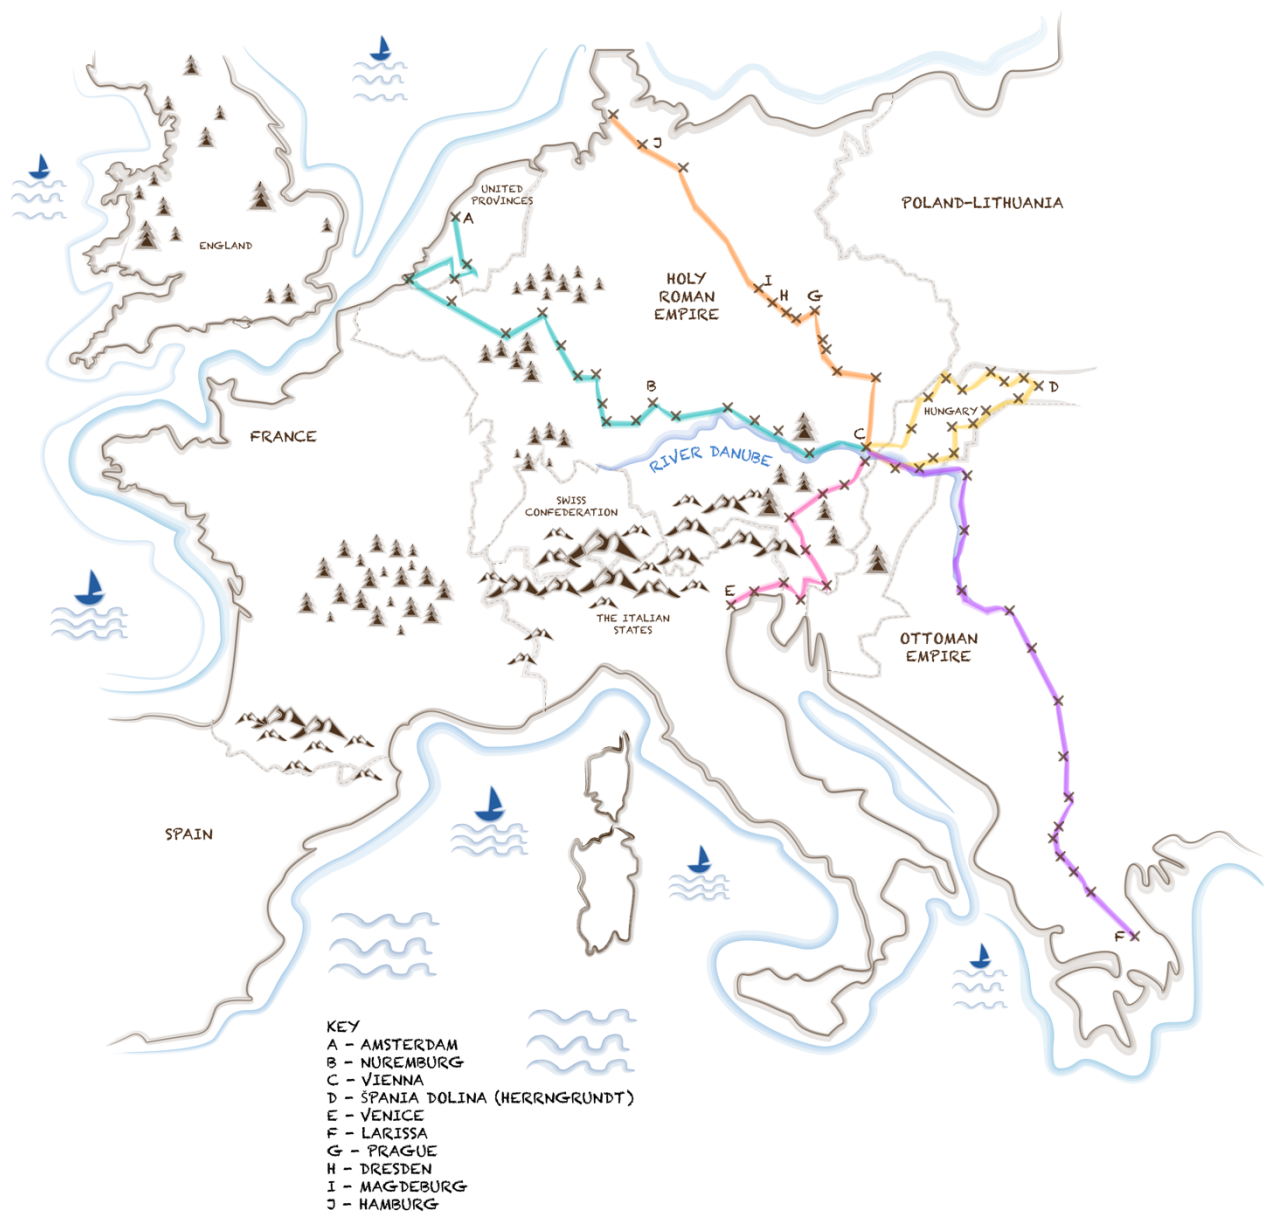 J
UNITED
PROVINCES
A
POLAND-LITHUANIA
ENGLAND
HOLY
ROMAN
EMPIRE
I
H
G
B
D
HUNGARY
C
FRANCE
RIVER DANUBE
SWISS
CONFEDERATION
E
THE ITALIAN
STATES
OTTOMAN
EMPIRE
SPAIN
F
KEY
A - AMSTERDAM
B - NUREMBURG
C - VIENNA
D - ŠPANIA DOLINA (HERRNGRUNDT)
E - VENICE
F - LARISSA
G - PRAGUE
H - DRESDEN
I - MAGDEBURG
J - HAMBURG